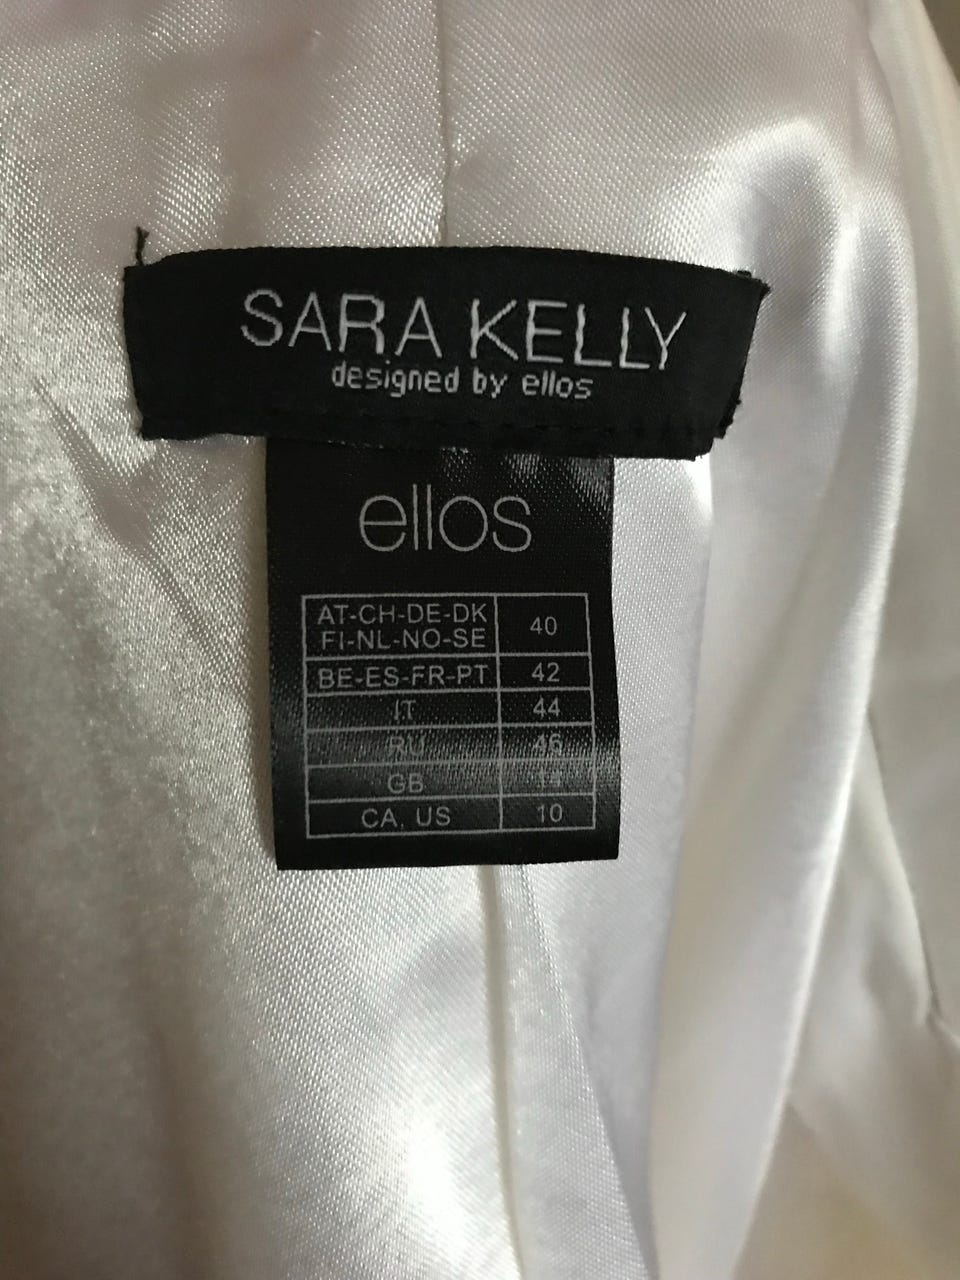 SARA KELLY
designed by ellos
ellos
AT-CH-DE-DK
FI-NL-NO-SE 40
BE-ES-FR-PT 42
IT 44
RU 46
GB
CA, US 10